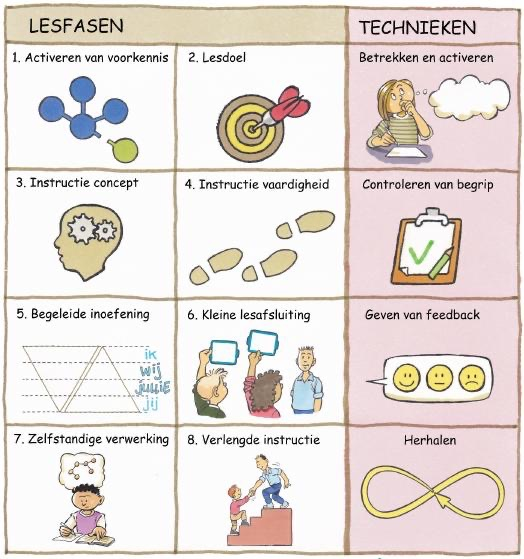 LESFASEN
TECHNIEKEN
1. Activeren van voorkennis
2. Lesdoel
Betrekken en activeren
3. Instructie concept
4. Instructie vaardigheid
Controleren van begrip
5. Begeleide inoefening
6. Kleine lesafsluiting
Geven van feedback
ik
wij
jullie
jij
7. Zelfstandige verwerking
8. Verlengde instructie
Herhalen